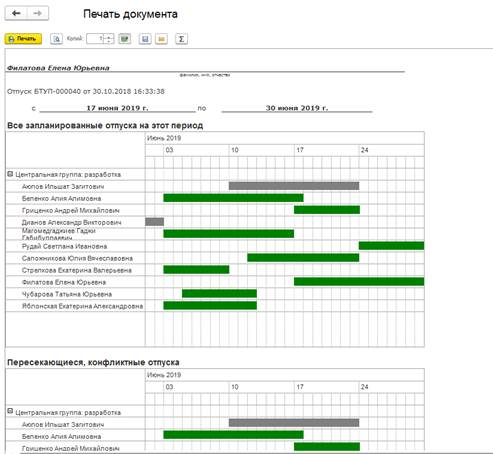 Печать документа
Печать Копий: 1 Σ
Филатова Елена Юрьевна
фамилия, имя, отчество
Отпуск БТУП-000040 от 30.10.2018 16:33:38
с 17 июня 2019 г. по 30 июня 2019 г.
Все запланированные отпуска на этот период
Июнь 2019
03 10 17 24
Центральная группа: разработка
Аюпов Ильшат Загитович
Беленко Алия Алимовна
Гриценко Андрей Михайлович
Дианов Александр Викторович
Магомедгаджиев Гаджи
Габибуллаевич
Рудай Светлана Ивановна
Сапожникова Юлия Вячеславовна
Стрелкова Екатерина Валерьевна
Филатова Елена Юрьевна
Чубарова Татьяна Юрьевна
Яблонская Екатерина Александровна
Пересекающиеся, конфликтные отпуска
Июнь 2019
03 10 17 24
Центральная группа: разработка
Аюпов Ильшат Загитович
Беленко Алия Алимовна
Гриценко Андрей Михайлович